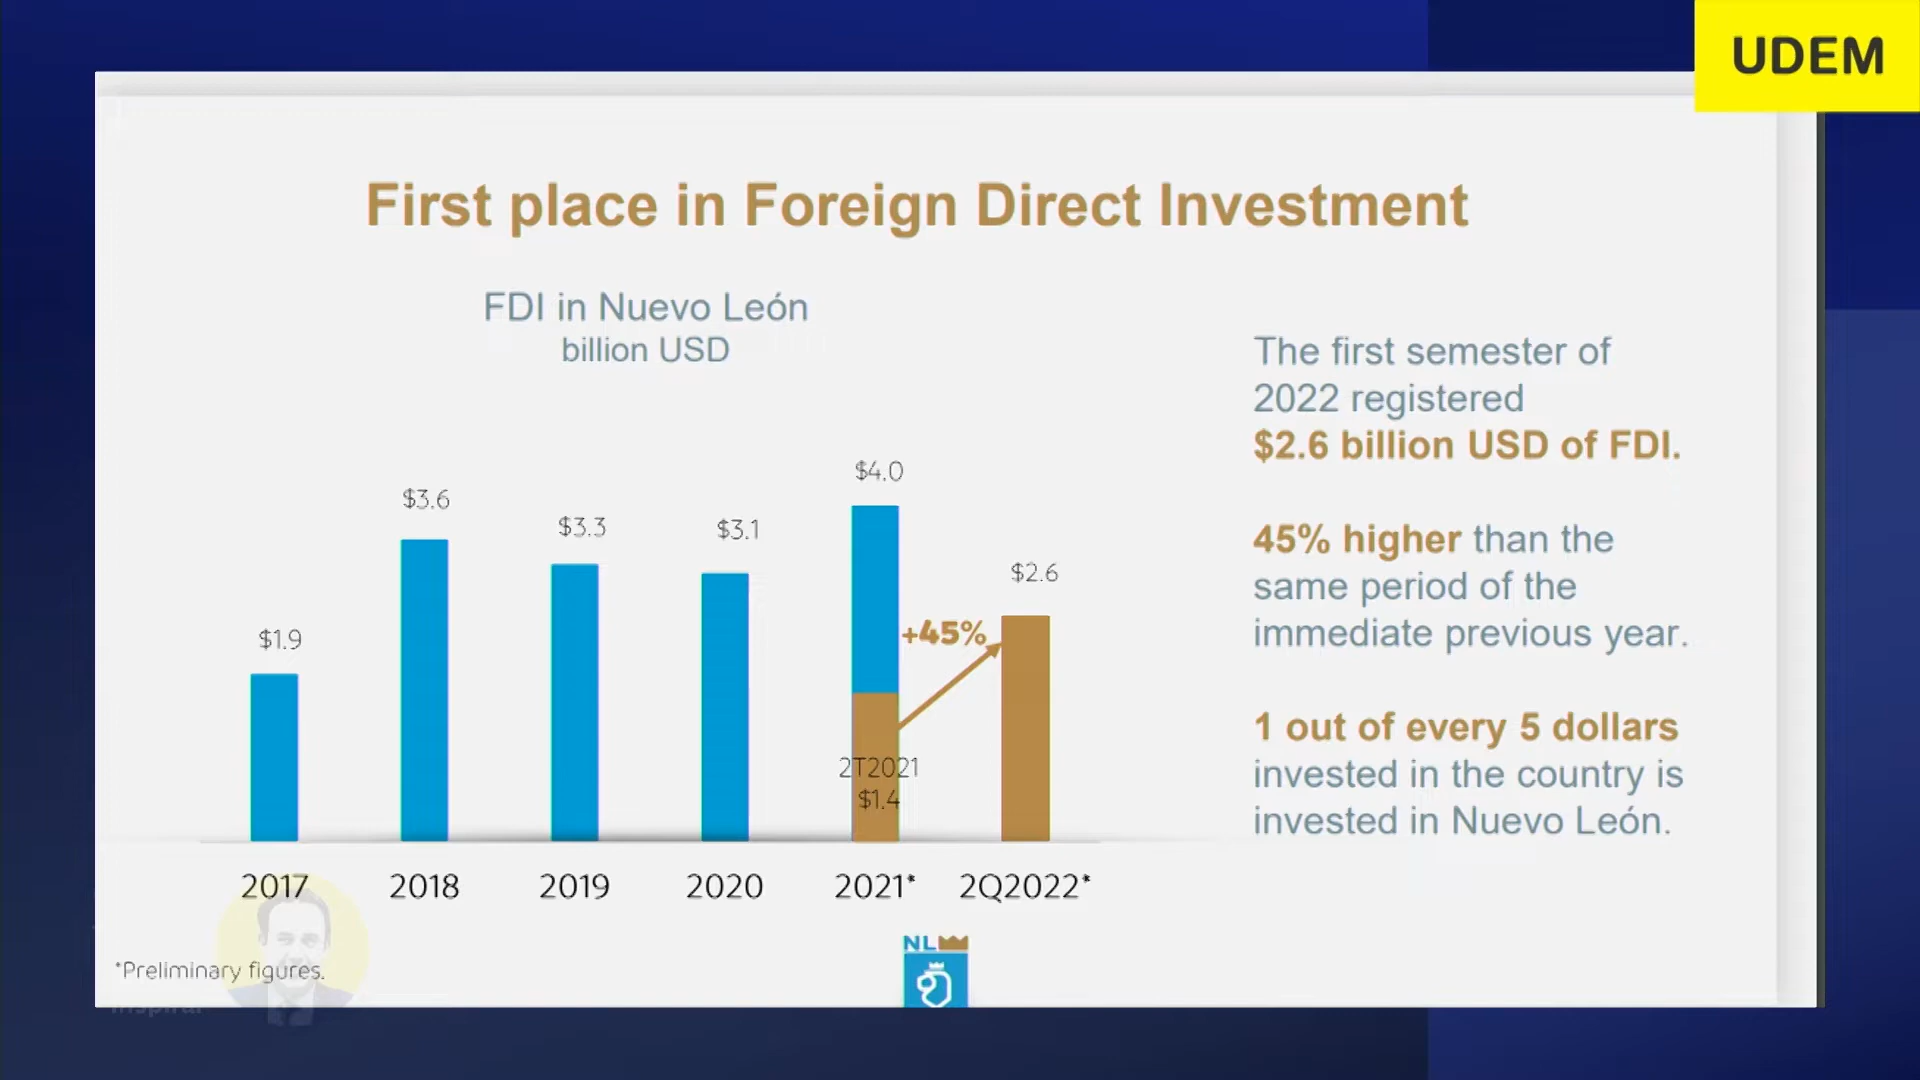 UDEM
First place in Foreign Direct Investment
FDI in Nuevo León
billion USD
$1.9
$3.6
$3.3
$3.1
$4.0
$2.6
+45%
2T2021
$1.4
2017
2018
2019
2020
2021*
2Q2022*
The first semester of
2022 registered
$2.6 billion USD of FDI.
45% higher than the
same period of the
immediate previous year.
1 out of every 5 dollars
invested in the country is
invested in Nuevo León.
*Preliminary figures.
NL